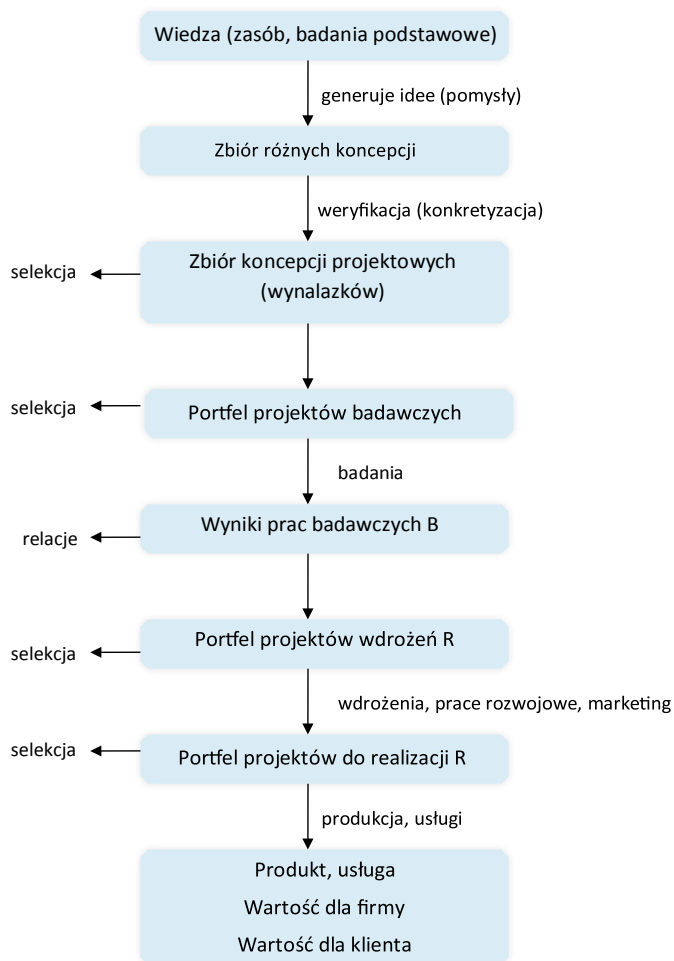 Wiedza (zasób, badania podstawowe)
generuje idee (pomysły)
Zbiór różnych koncepcji
weryfikacja (konkretyzacja)
Zbiór koncepcji projektowych
(wynalazków)
selekcja
Portfel projektów badawczych
selekcja
badania
Wyniki prac badawczych B
relacje
Portfel projektów wdrożeń R
selekcja
wdrożenia, prace rozwojowe, marketing
Portfel projektów do realizacji R
selekcja
produkcja, usługi
Produkt, usługa
Wartość dla firmy
Wartość dla klienta